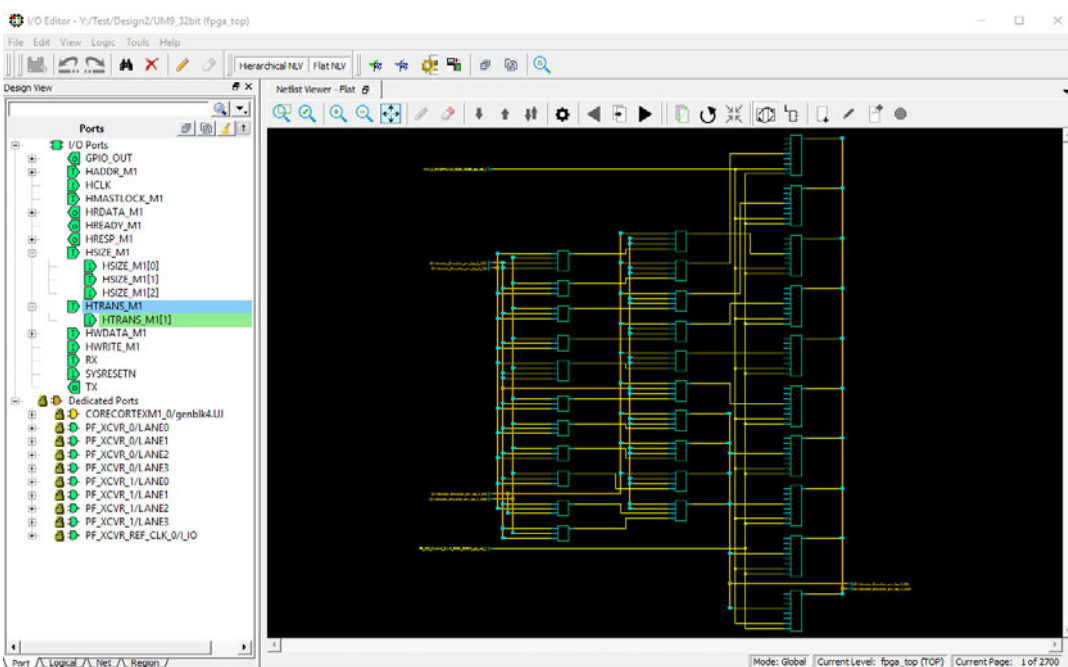 I/O Editor - Y:/Test/Design2/UM9_32bit (fpga_top)
File Edit View Logic Tools Help
Hierarchical NLV Flat NLV
Design View
Netlist Viewer - Flat
Ports
I/O Ports
GPIO_OUT
HADDR_M1
HCLK
HMASTLOCK_M1
HRDATA_M1
HREADY_M1
HRESP_M1
HSIZE_M1
HSIZE_M1[0]
HSIZE_M1[1]
HSIZE_M1[2]
HTRANS_M1
HTRANS_M1[1]
HWDATA_M1
HWRITE_M1
RX
SYSRESETN
TX
Dedicated Ports
CORECORTEXM1_0/genblk4.UJ
PF_XCVR_0/LANE0
PF_XCVR_0/LANE1
PF_XCVR_0/LANE2
PF_XCVR_0/LANE3
PF_XCVR_1/LANE0
PF_XCVR_1/LANE1
PF_XCVR_1/LANE2
PF_XCVR_1/LANE3
PF_XCVR_REF_CLK_0/I_IO
Port Logical Net Region
Mode: Global Current Level: fpga_top (TOP) Current Page: 1 of 2700